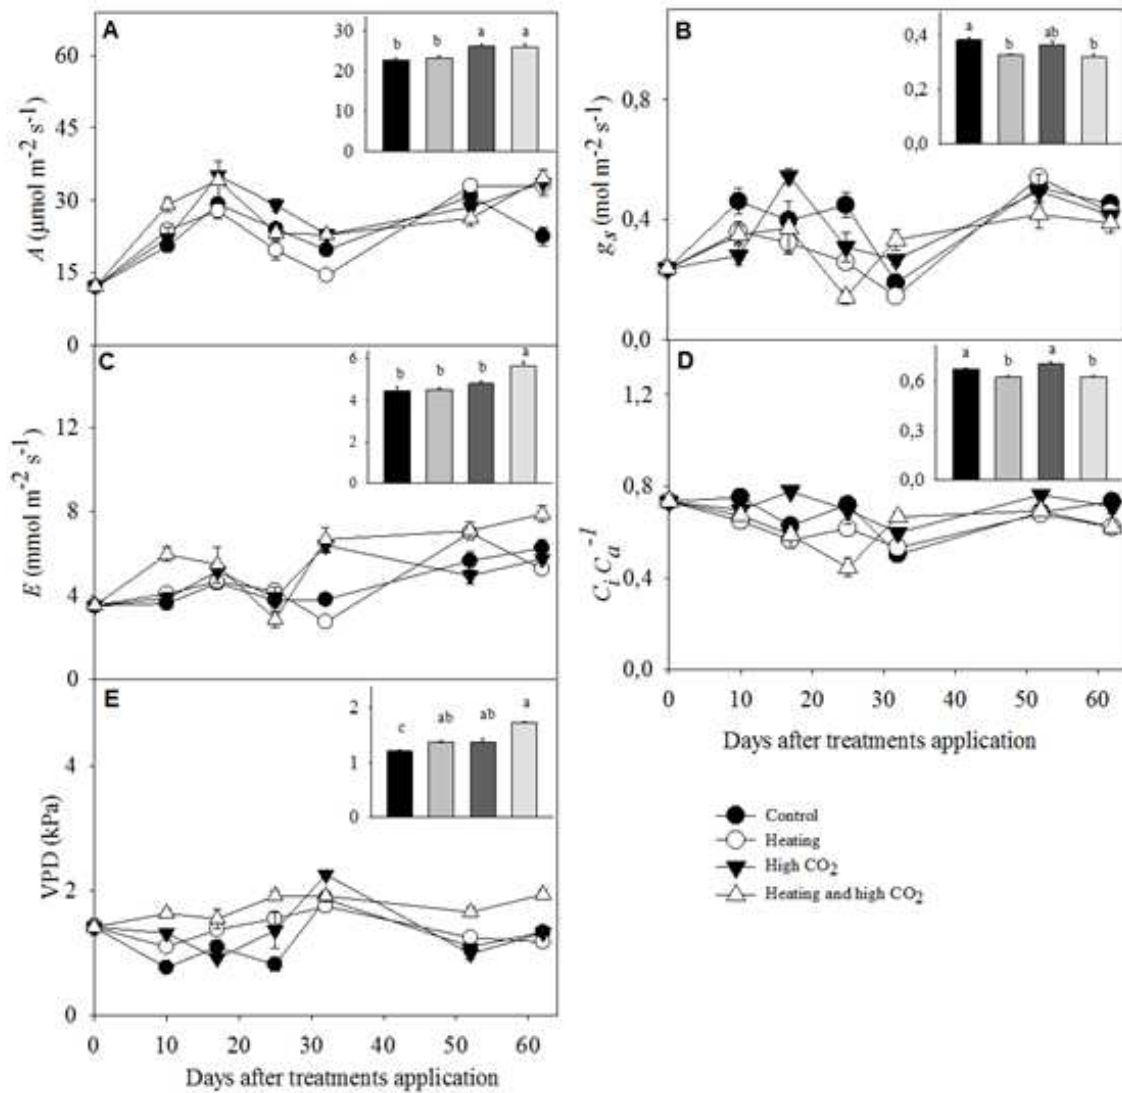 A
60
45
30
15
0
A (µmol m⁻² s⁻¹)
30
20
10
0
b b a a
B
0,8
0,4
0,0
gs (mol m⁻² s⁻¹)
0,4
0,2
0,0
a b ab b
C
12
8
4
0
E (mmol m⁻² s⁻¹)
6
4
2
0
b b b a
D
1,2
0,8
0,4
0,0
Ci Ca⁻¹
0,6
0,3
0,0
a b a b
0 10 20 30 40 50 60
Days after treatments application
E
4
2
0
VPD (kPa)
2
1
0
c ab ab a
0 10 20 30 40 50 60
Days after treatments application
Control
Heating
High CO₂
Heating and high CO₂